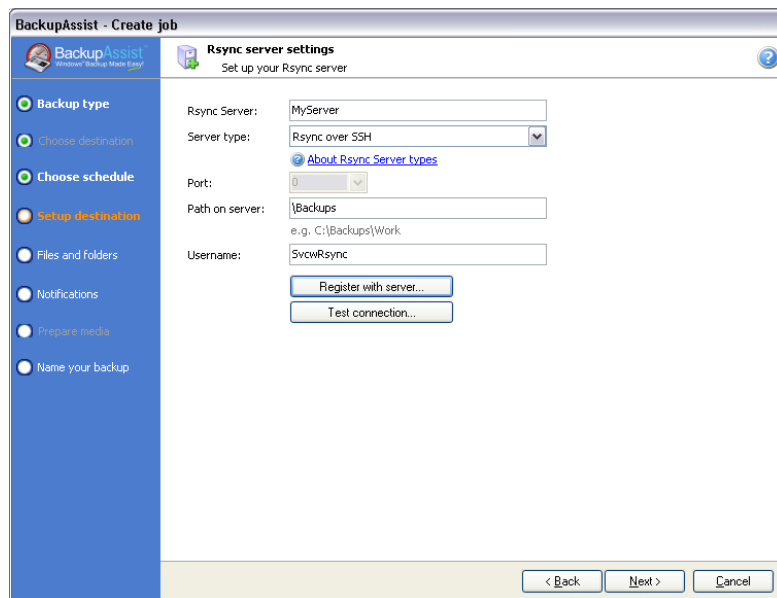 BackupAssist - Create job
BackupAssist™
Windows® Backup Made Easy!
Rsync server settings
Set up your Rsync server
Backup type
Choose destination
Choose schedule
Setup destination
Files and folders
Notifications
Prepare media
Name your backup
Rsync Server: MyServer
Server type: Rsync over SSH
About Rsync Server types
Port: 0
Path on server: \Backups
e.g. C:\Backups\Work
Username: SvcwRsync
Register with server...
Test connection...
< Back Next > Cancel